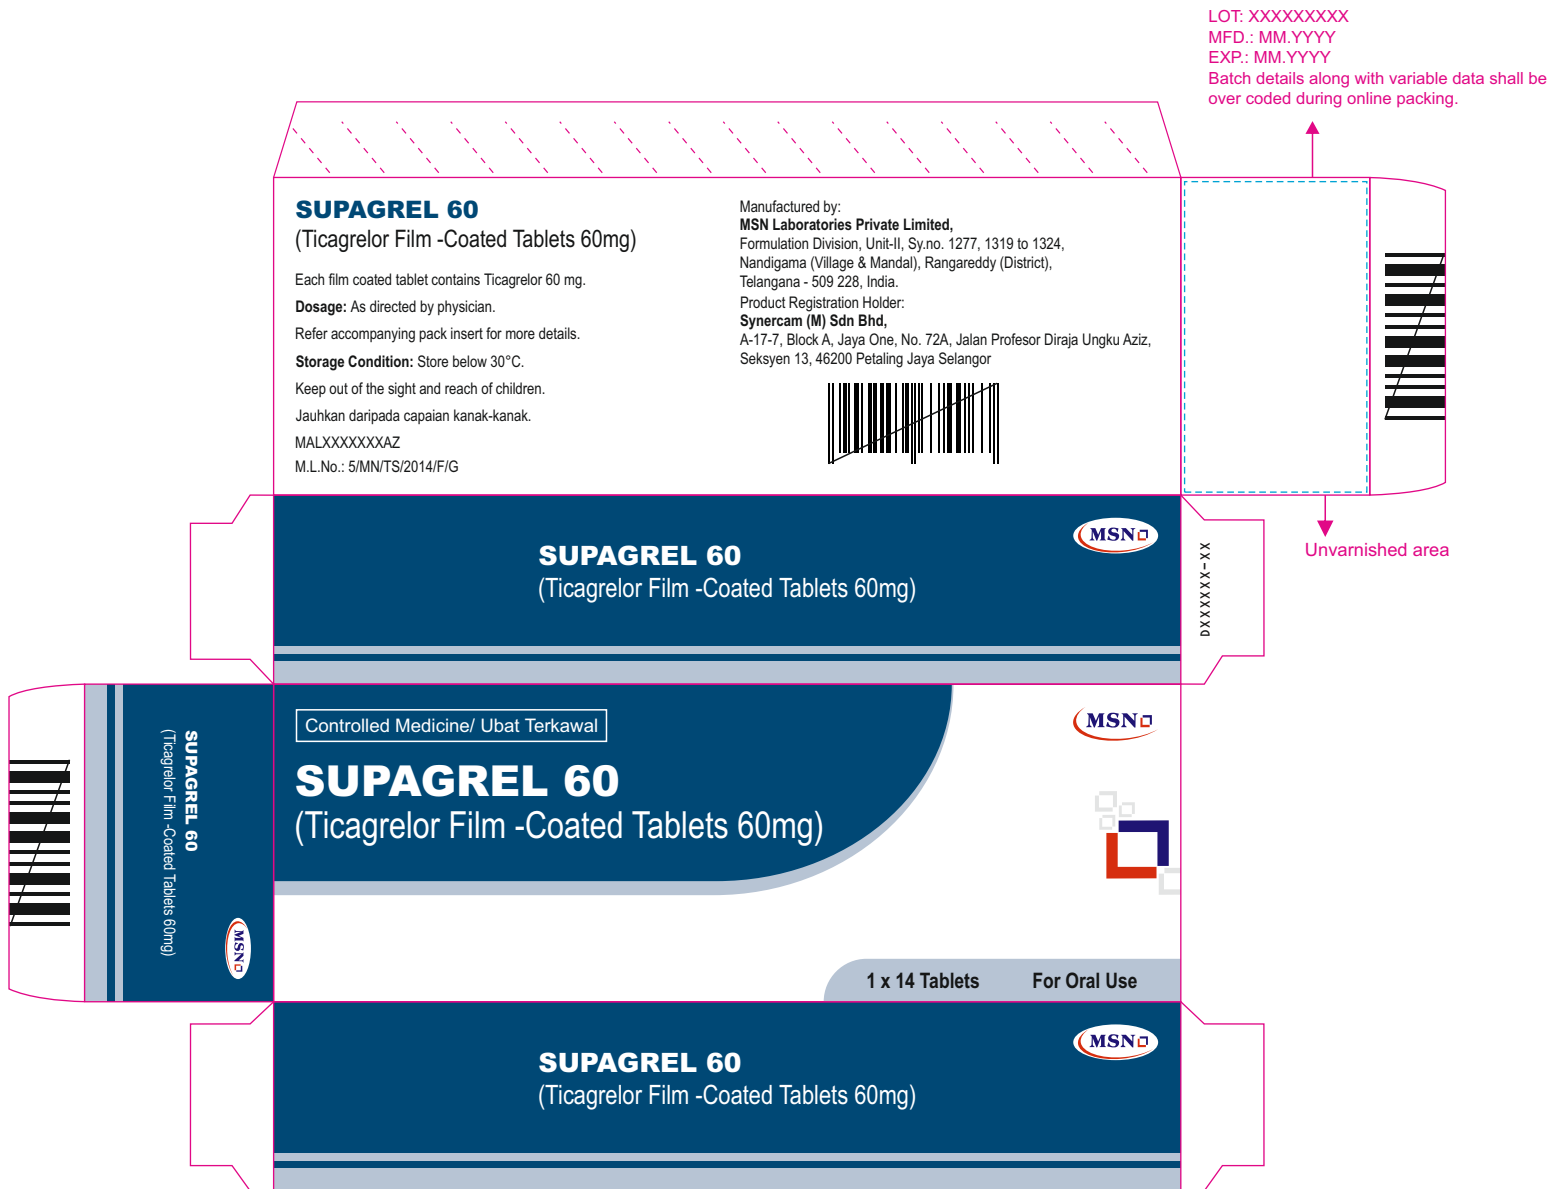 LOT: XXXXXXXXX
MFD.: MM.YYYY
EXP.: MM.YYYY
Batch details along with variable data shall be
over coded during online packing.
SUPAGREL 60
(Ticagrelor Film -Coated Tablets 60mg)
Each film coated tablet contains Ticagrelor 60 mg.
Dosage: As directed by physician.
Refer accompanying pack insert for more details.
Storage Condition: Store below 30°C.
Keep out of the sight and reach of children.
Jauhkan daripada capaian kanak-kanak.
MALXXXXXXXAZ
M.L.No.: 5/MN/TS/2014/F/G
Manufactured by:
MSN Laboratories Private Limited,
Formulation Division, Unit-II, Sy.no. 1277, 1319 to 1324,
Nandigama (Village & Mandal), Rangareddy (District),
Telangana - 509 228, India.
Product Registration Holder:
Synercam (M) Sdn Bhd,
A-17-7, Block A, Jaya One, No. 72A, Jalan Profesor Diraja Ungku Aziz,
Seksyen 13, 46200 Petaling Jaya Selangor
Unvarnished area
SUPAGREL 60
(Ticagrelor Film -Coated Tablets 60mg)
MSN
DXXXXXX-XX
SUPAGREL 60
(Ticagrelor Film -Coated Tablets 60mg)
MSN
Controlled Medicine/ Ubat Terkawal
SUPAGREL 60
(Ticagrelor Film -Coated Tablets 60mg)
MSN
1 x 14 Tablets
For Oral Use
SUPAGREL 60
(Ticagrelor Film -Coated Tablets 60mg)
MSN